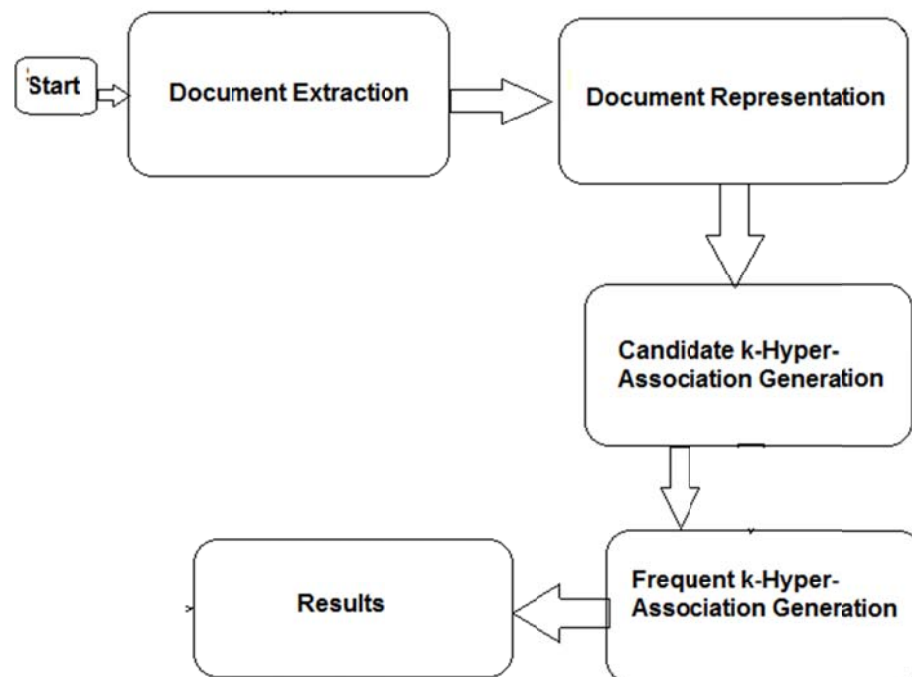 Start
Document Extraction
Document Representation
Candidate k-Hyper-
Association Generation
Frequent k-Hyper-
Association Generation
Results